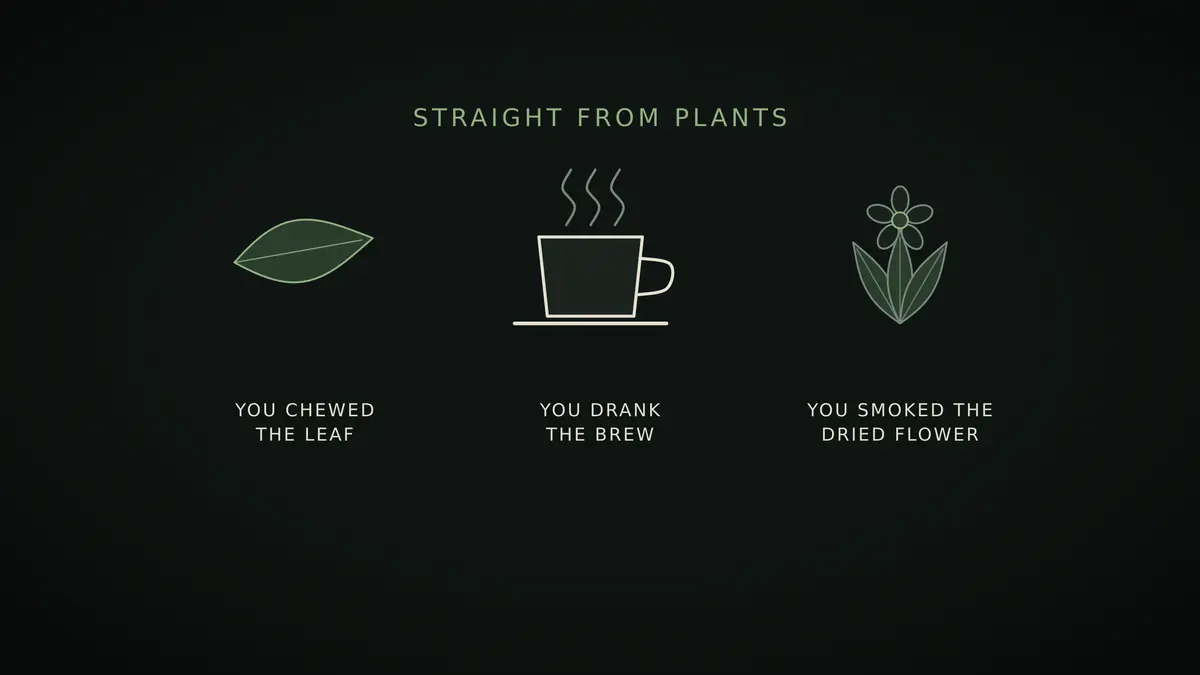 STRAIGHT FROM PLANTS
YOU CHEWED
THE LEAF
YOU DRANK
THE BREW
YOU SMOKED THE
DRIED FLOWER